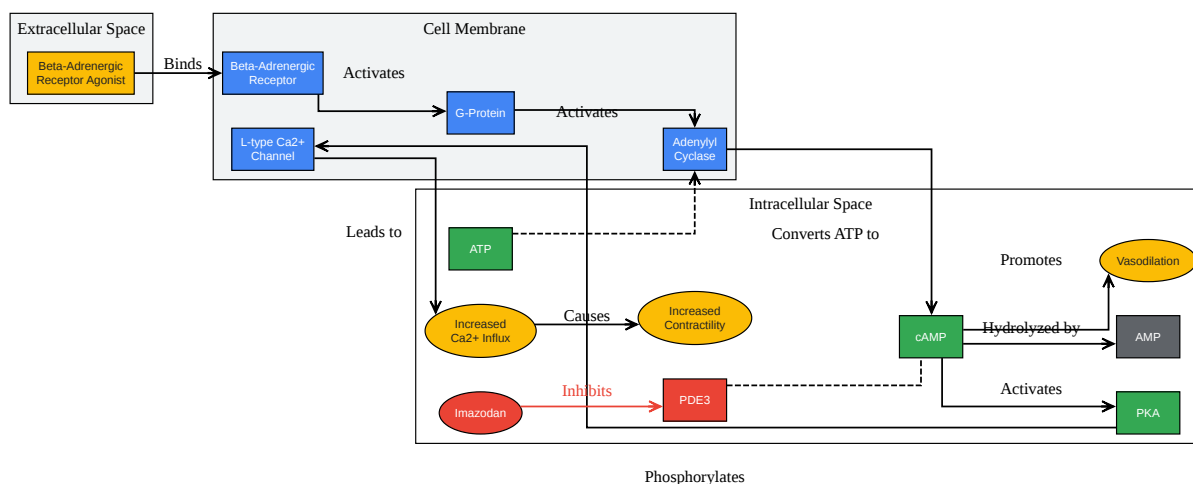 Extracellular Space
Cell Membrane
Beta-Adrenergic
Receptor Agonist
Binds
Beta-Adrenergic
Receptor
Activates
G-Protein
Activates
L-type Ca2+
Channel
Adenylyl
Cyclase
Intracellular Space
Leads to
Converts ATP to
ATP
Promotes
Vasodilation
Increased
Ca2+ Influx
Causes
Increased
Contractility
cAMP
Hydrolyzed by
AMP
Imazodan
Inhibits
PDE3
Activates
PKA
Phosphorylates